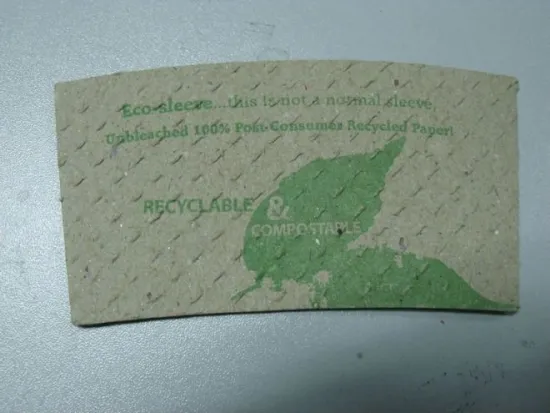 Eco-sleeve...this is not a normal sleeve,
Unbleached 100% Post-Consumer Recycled Paper!
RECYCLABLE &
COMPOSTABLE